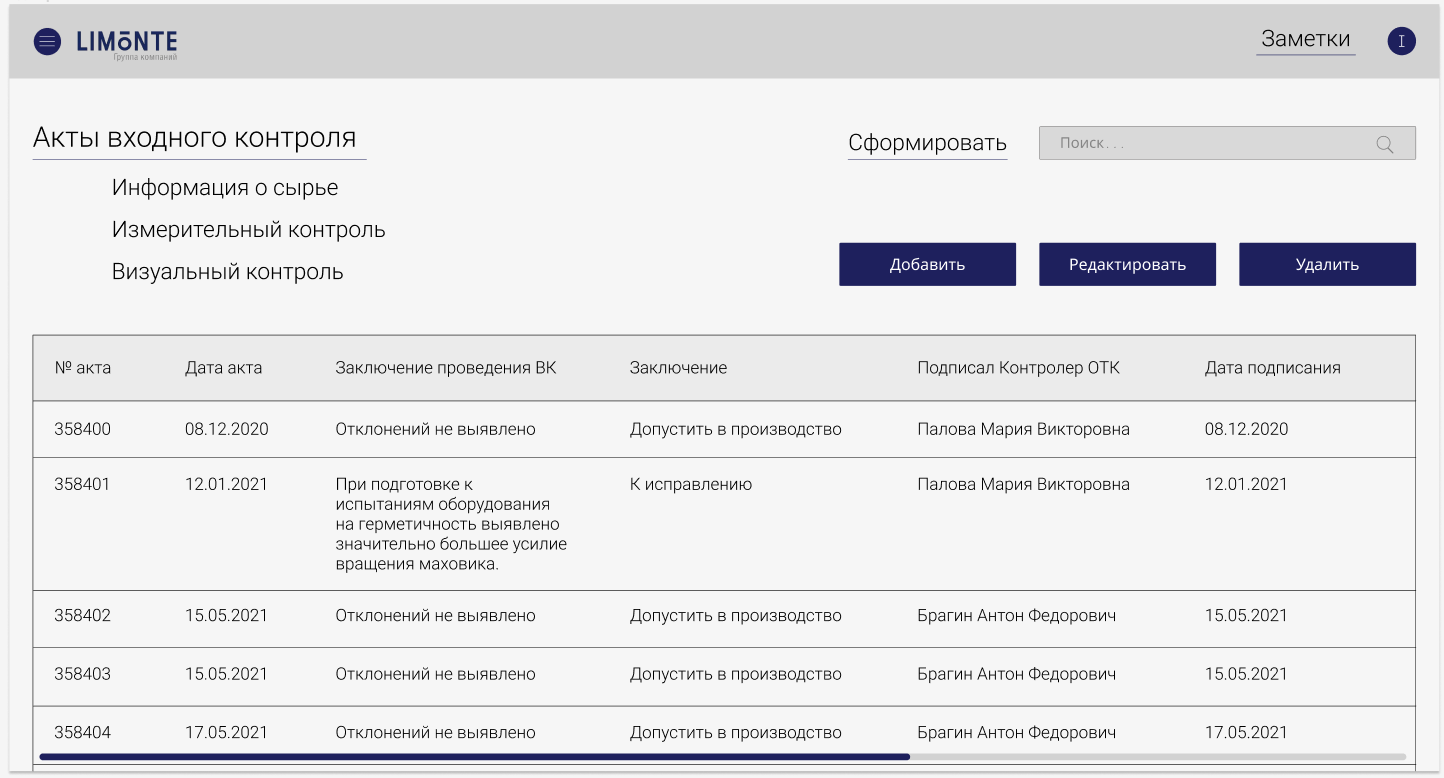 LIMŌNTE
Группа компаний
Заметки
I
Акты входного контроля
Сформировать
Поиск...
Информация о сырье
Измерительный контроль
Визуальный контроль
Добавить
Редактировать
Удалить
№ акта Дата акта Заключение проведения ВК Заключение Подписал Контролер ОТК Дата подписания
358400 08.12.2020 Отклонений не выявлено Допустить в производство Палова Мария Викторовна 08.12.2020
358401 12.01.2021 При подготовке к К исправлению Палова Мария Викторовна 12.01.2021
испытаниям оборудования
на герметичность выявлено
значительно большее усилие
вращения маховика.
358402 15.05.2021 Отклонений не выявлено Допустить в производство Брагин Антон Федорович 15.05.2021
358403 15.05.2021 Отклонений не выявлено Допустить в производство Брагин Антон Федорович 15.05.2021
358404 17.05.2021 Отклонений не выявлено Допустить в производство Брагин Антон Федорович 17.05.2021